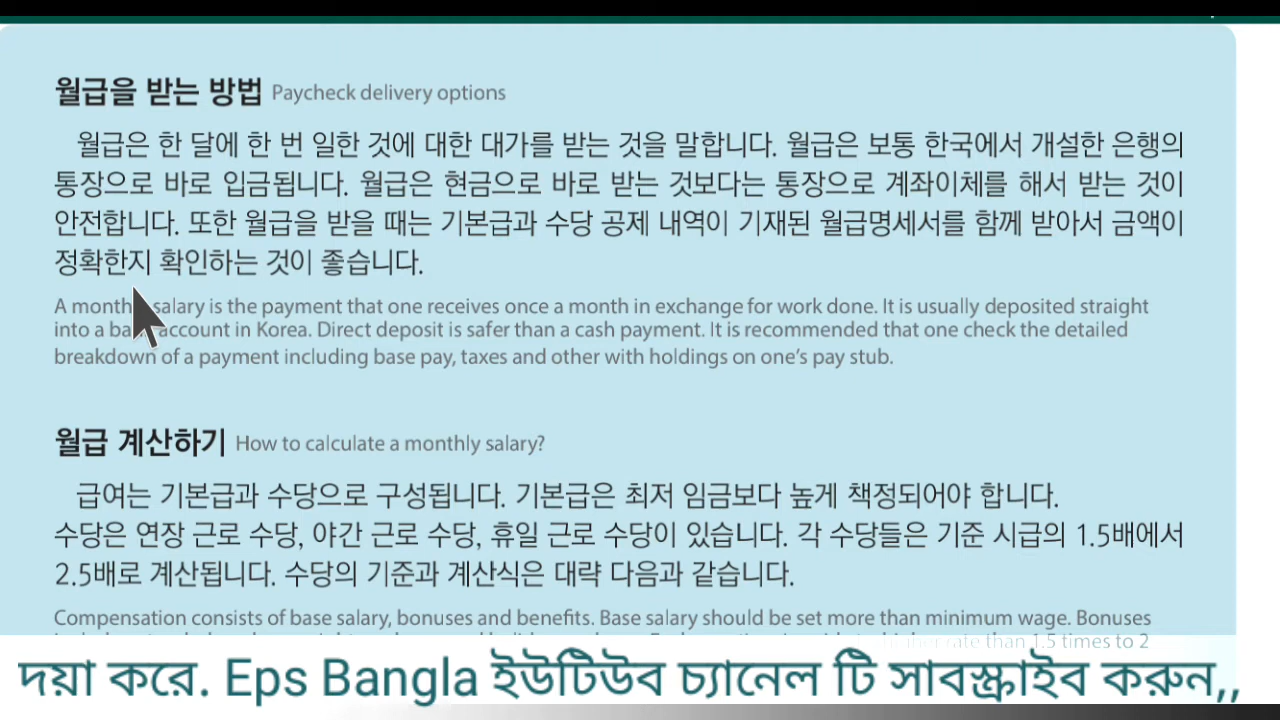 월급을 받는 방법 Paycheck delivery options
월급은 한 달에 한 번 일한 것에 대한 대가를 받는 것을 말합니다. 월급은 보통 한국에서 개설한 은행의
통장으로 바로 입금됩니다. 월급은 현금으로 바로 받는 것보다는 통장으로 계좌이체를 해서 받는 것이
안전합니다. 또한 월급을 받을 때는 기본급과 수당 공제 내역이 기재된 월급명세서를 함께 받아서 금액이
정확한지 확인하는 것이 좋습니다.
A month salary is the payment that one receives once a month in exchange for work done. It is usually deposited straight
into a account in Korea. Direct deposit is safer than a cash payment. It is recommended that one check the detailed
breakdown of a payment including base pay, taxes and other with holdings on one's pay stub.
월급 계산하기 How to calculate a monthly salary?
급여는 기본급과 수당으로 구성됩니다. 기본급은 최저 임금보다 높게 책정되어야 합니다.
수당은 연장 근로 수당, 야간 근로 수당, 휴일 근로 수당이 있습니다. 각 수당들은 기준 시급의 1.5배에서
2.5배로 계산됩니다. 수당의 기준과 계산식은 대략 다음과 같습니다.
Compensation consists of base salary, bonuses and benefits. Base salary should be set more than minimum wage. Bonuses
rate than 1.5 times to 2
দয়া করে. Eps Bangla ইউটিউব চ্যানেল টি সাবস্ক্রাইব করুন,,